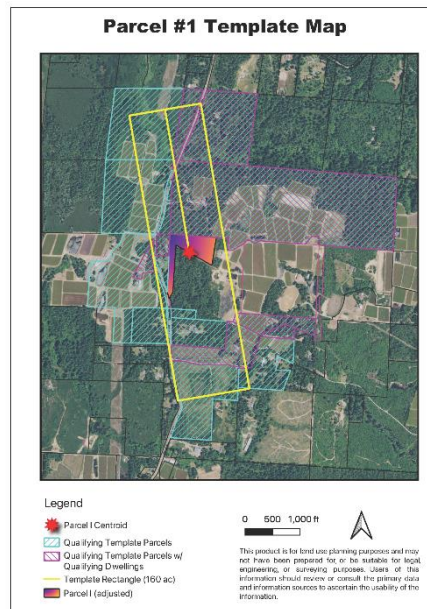 Parcel #1 Template Map
Legend
Parcel I Centroid
Qualifying Template Parcels
Qualifying Template Parcels w/
Qualifying Dwellings
Template Rectangle (160 ac)
Parcel I (adjusted)
0 500 1,000 ft
This product is for land use planning purposes and may
not have been prepared for, or be suitable for legal,
engineering, or surveying purposes. Users of this
information should review or consult the primary data
and information sources to ascertain the usability of the
information.